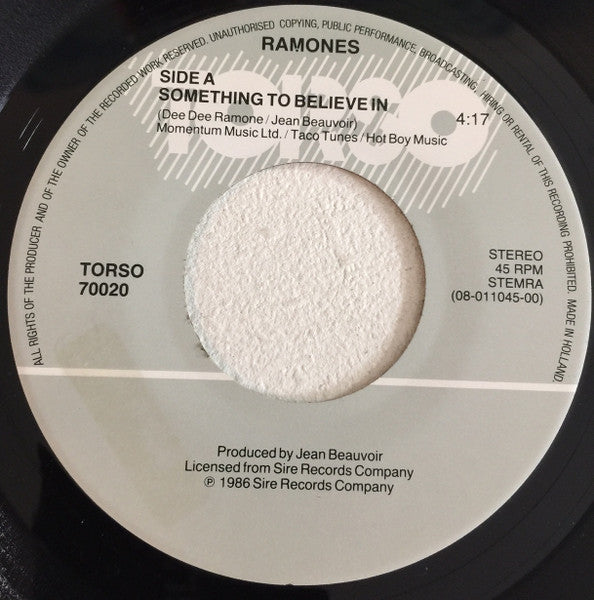 ALL RIGHTS OF THE PRODUCER AND OF THE OWNER OF THE RECORDED WORK RESERVED. UNAUTHORISED COPYING, PUBLIC PERFORMANCE, BROADCASTING, HIRING OR RENTAL OF THIS RECORDING PROHIBITED. MADE IN HOLLAND
RAMONES
TORSO
SIDE A
SOMETHING TO BELIEVE IN
(Dee Dee Ramone / Jean Beauvoir) 4:17
Momentum Music Ltd. / Taco Tunes / Hot Boy Music
TORSO
70020
STEREO
45 RPM
STEMRA
(08-011045-00)
Produced by Jean Beauvoir
Licensed from Sire Records Company
℗ 1986 Sire Records Company